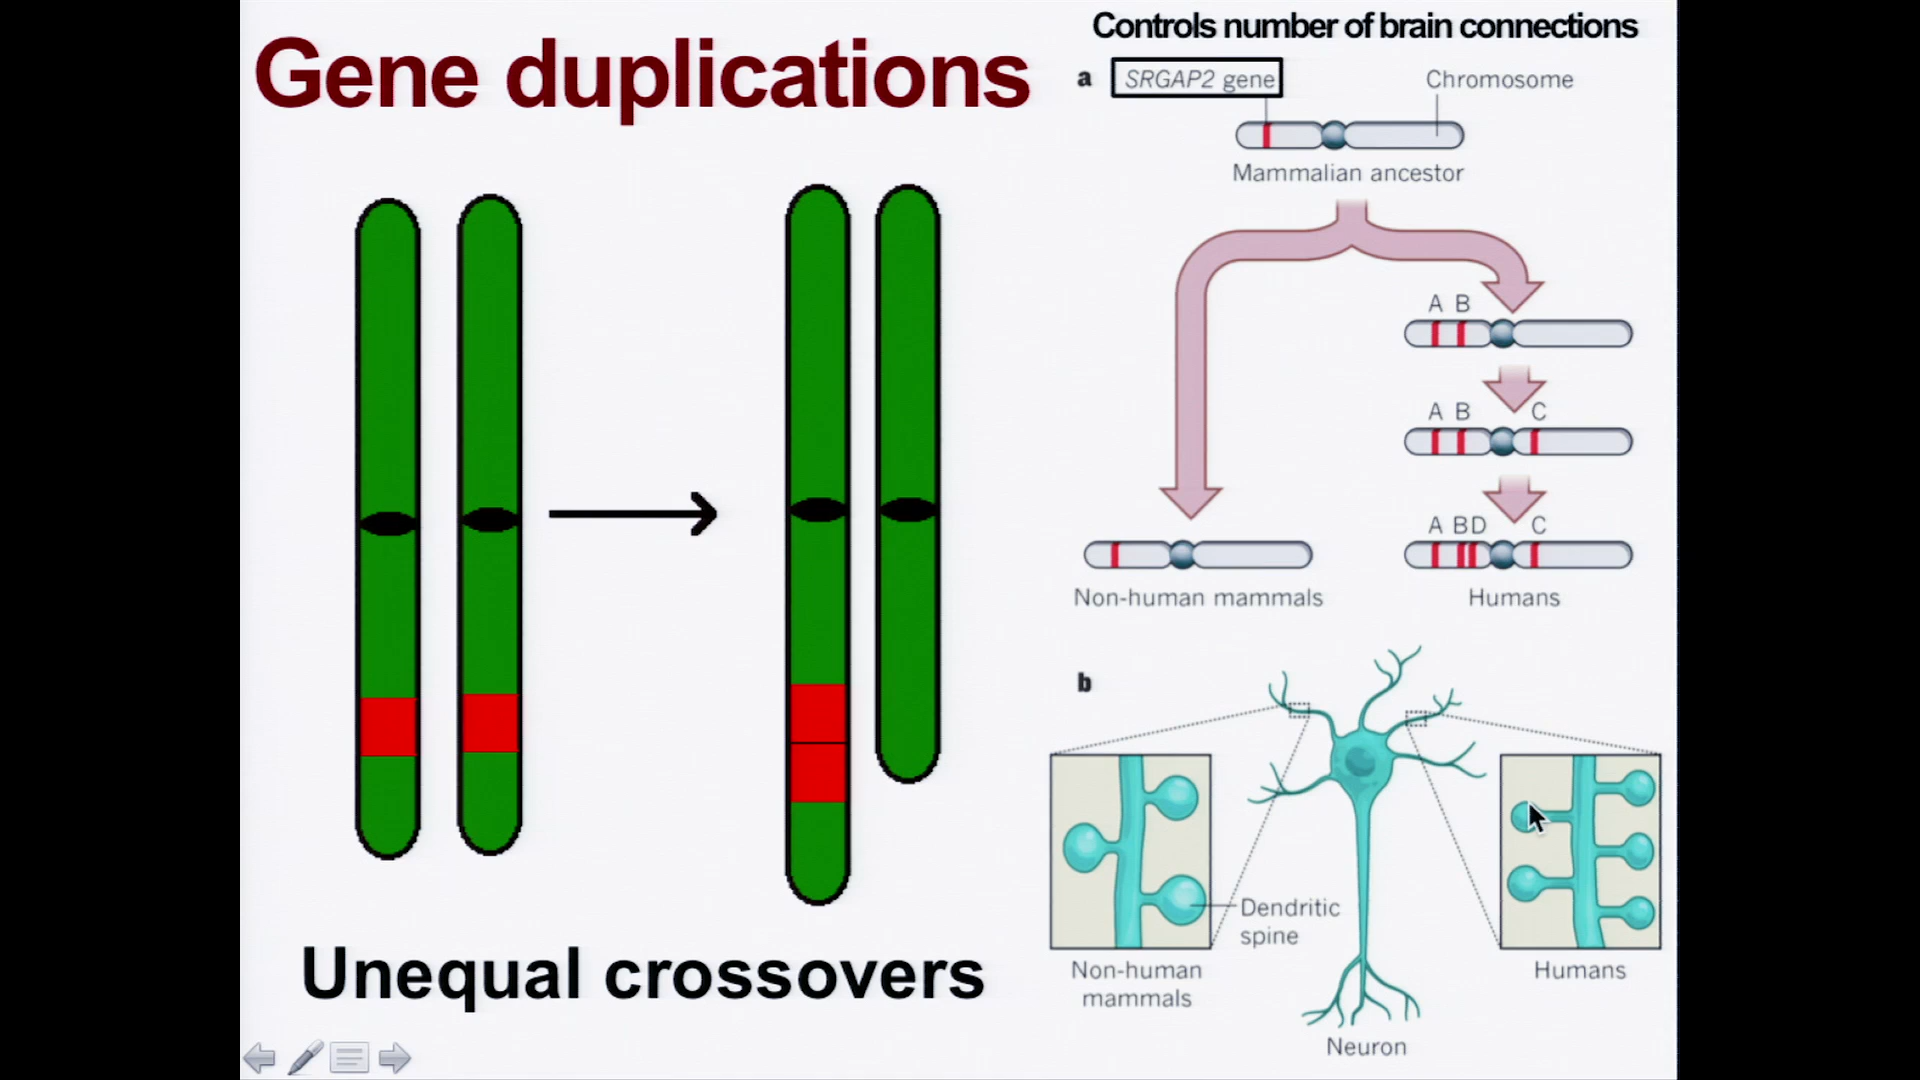 Gene duplications
Unequal crossovers
Controls number of brain connections
a
SRGAP2 gene
Chromosome
Mammalian ancestor
A B
A B C
A BD C
Non-human mammals
Humans
b
Dendritic
spine
Non-human
mammals
Humans
Neuron